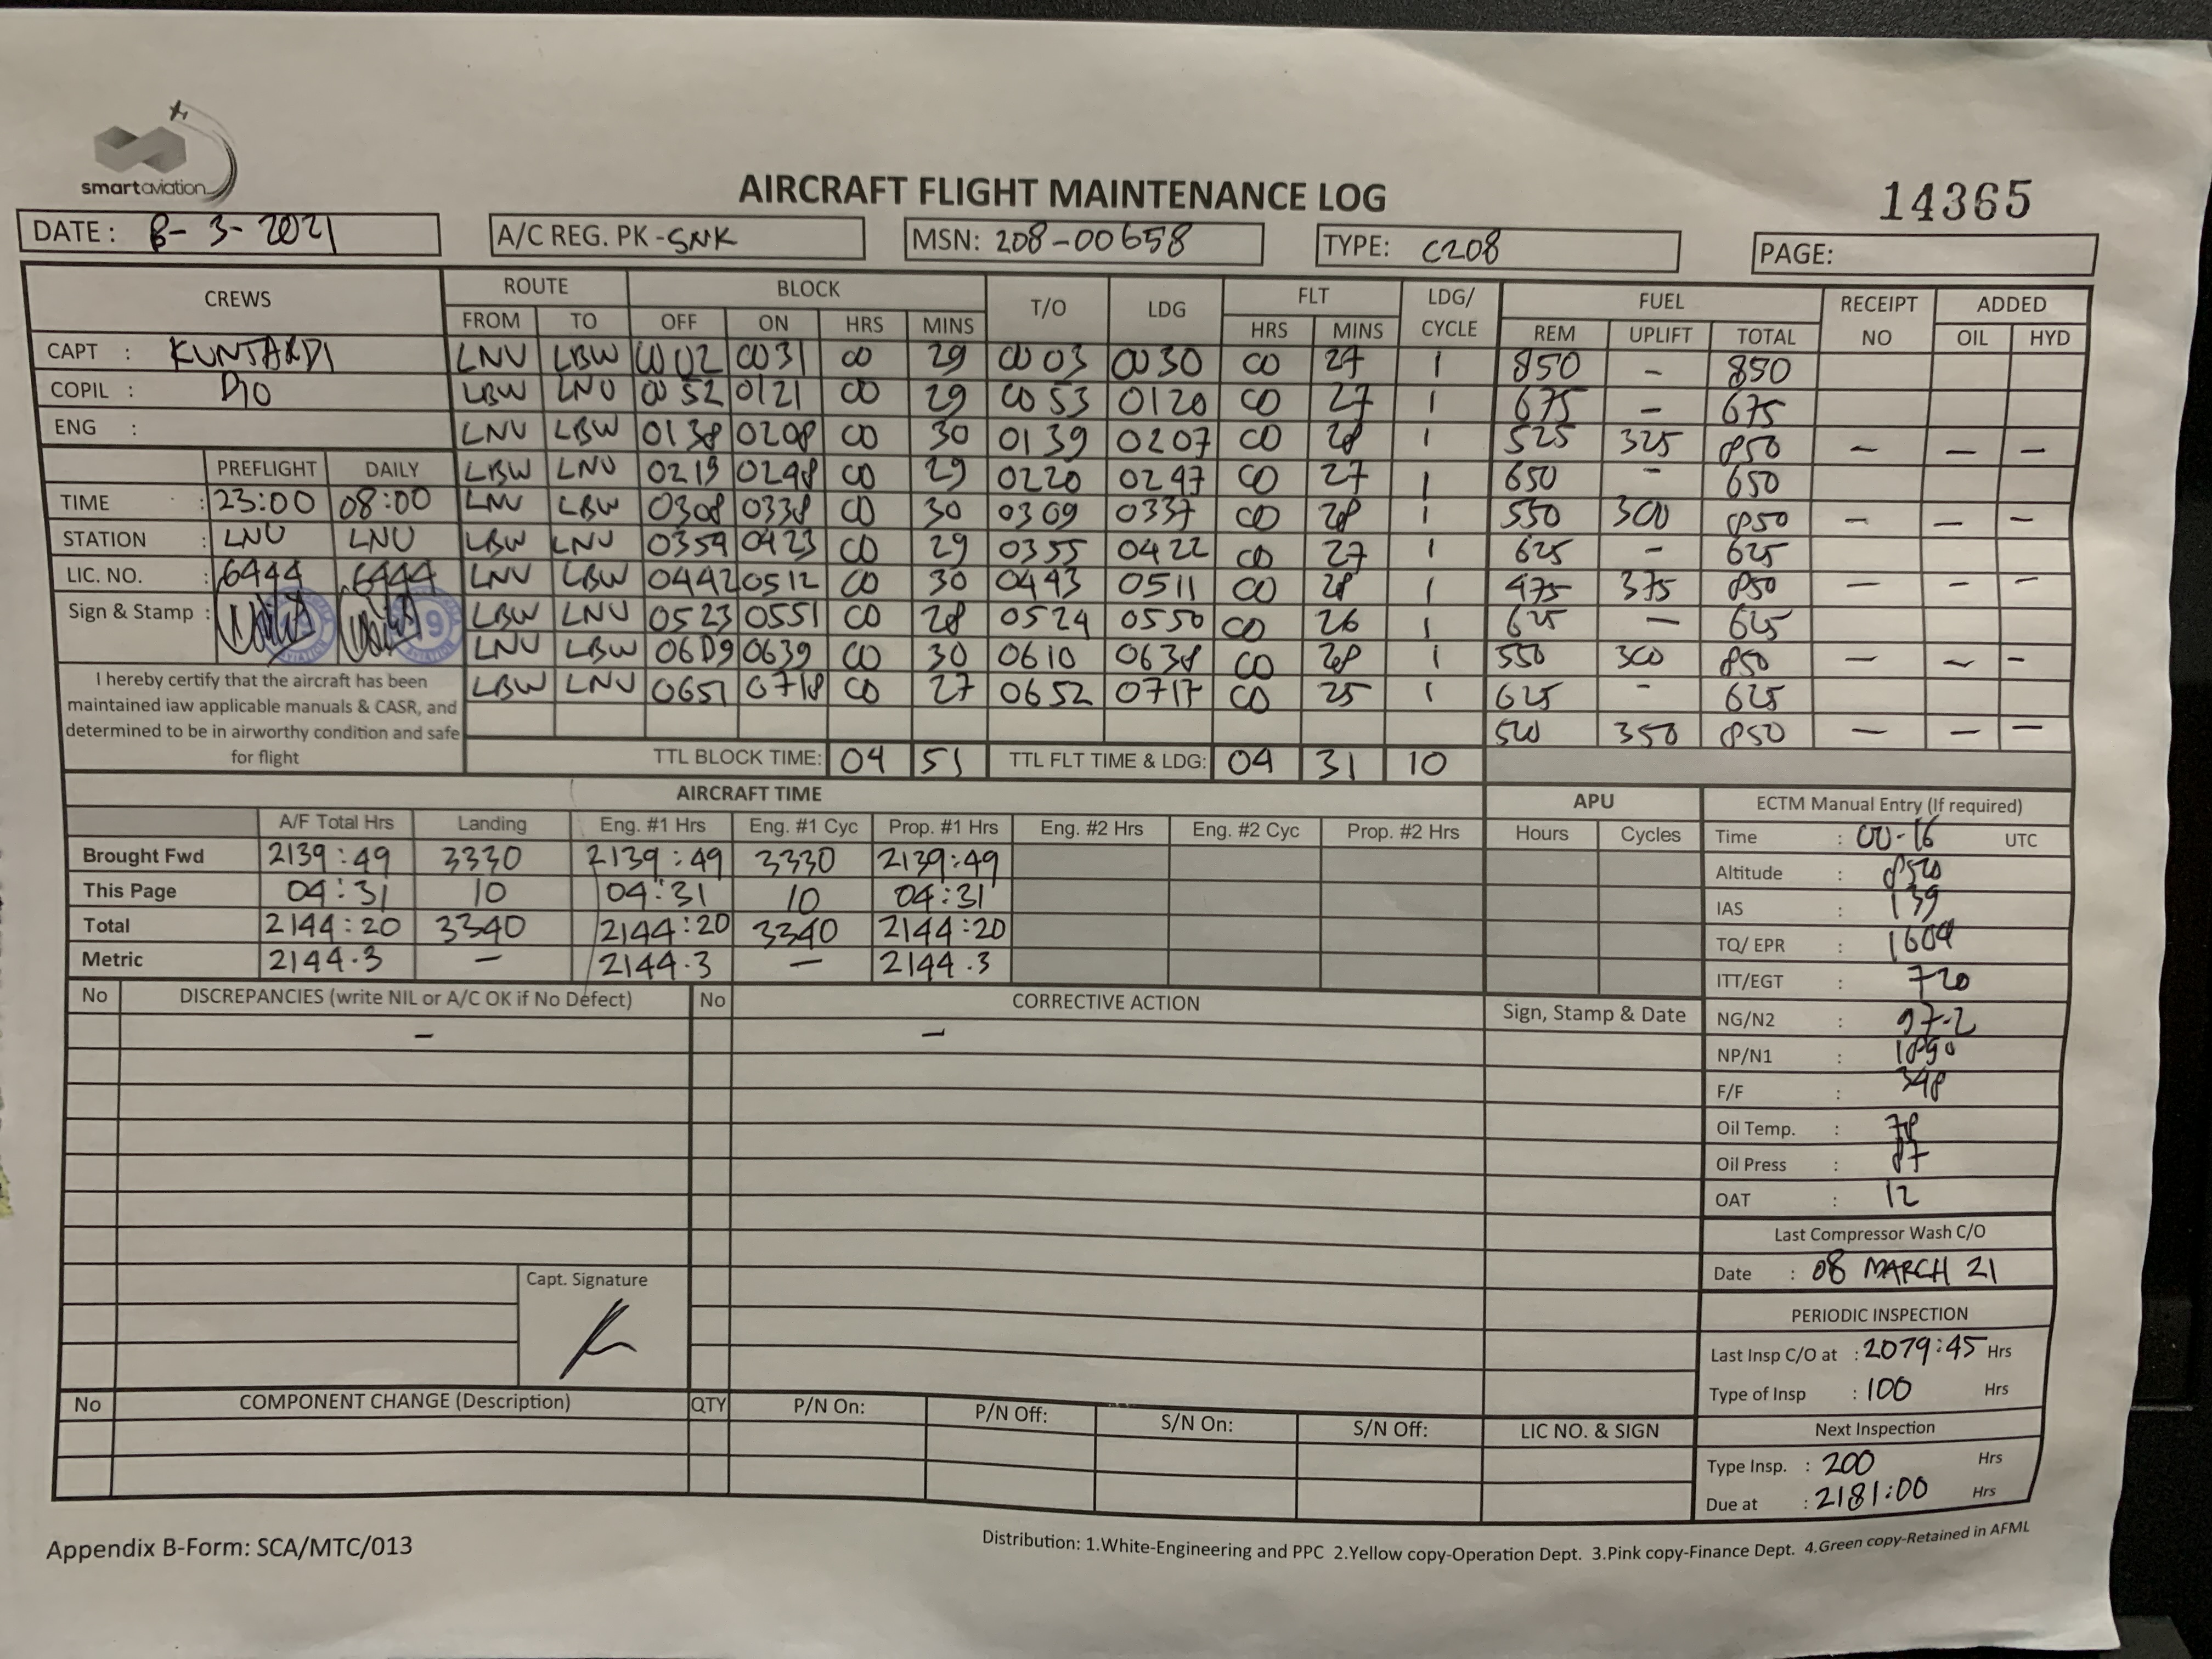 smartaviation
AIRCRAFT FLIGHT MAINTENANCE LOG
14365
DATE : 8-3-2021 A/C REG. PK -SNK MSN: 208-00658 TYPE: C208 PAGE:
CREWS ROUTE BLOCK T/O LDG FLT LDG/ CYCLE FUEL RECEIPT NO ADDED
FROM TO OFF ON HRS MINS HRS MINS REM UPLIFT TOTAL OIL HYD
CAPT : KUNTARDI LNU LBW 0002 0031 00 29 0003 0030 00 27 1 850 - 850
COPIL : DIO LBW LNU 0052 0121 00 29 0053 0120 00 27 1 675 - 675
ENG : LNU LBW 0138 0208 00 30 0139 0207 00 28 1 525 325 850 - - -
PREFLIGHT DAILY LBW LNU 0219 0248 00 29 0220 0247 00 27 1 650 - 650
TIME : 23:00 08:00 LNU LBW 0308 0338 00 30 0309 0337 00 28 1 550 300 850 - - -
STATION : LNU LNU LBW LNU 0354 0423 00 29 0355 0422 00 27 1 625 - 625
LIC. NO. : 6444 6444 LNU LBW 0442 0512 00 30 0443 0511 00 28 1 475 375 850 - - -
Sign & Stamp : LBW LNU 0523 0551 00 28 0524 0550 00 26 1 625 - 625
LNU LBW 0609 0639 00 30 0610 0638 00 28 1 550 300 850 - - -
LBW LNU 0651 0718 00 27 0652 0717 00 25 1 625 - 625
500 350 850 - - -
I hereby certify that the aircraft has been
maintained iaw applicable manuals & CASR, and
determined to be in airworthy condition and safe
for flight
TTL BLOCK TIME: 04 51 TTL FLT TIME & LDG: 04 31 10
AIRCRAFT TIME APU
A/F Total Hrs Landing Eng. #1 Hrs Eng. #1 Cyc Prop. #1 Hrs Eng. #2 Hrs Eng. #2 Cyc Prop. #2 Hrs Hours Cycles
Brought Fwd 2139:49 3330 2139:49 3330 2139:49
This Page 04:31 10 04:31 10 04:31
Total 2144:20 3340 2144:20 3340 2144:20
Metric 2144.3 - 2144.3 - 2144.3
ECTM Manual Entry (If required)
Time : 00-16 UTC
Altitude : 8520
IAS : 139
TQ/ EPR : 1604
ITT/EGT : 720
NG/N2 : 97-2
NP/N1 : 1890
F/F : 348
Oil Temp. : 78
Oil Press : 87
OAT : 12
Last Compressor Wash C/O
Date : 08 MARCH 21
PERIODIC INSPECTION
Last Insp C/O at : 2079:45 Hrs
Type of Insp : 100 Hrs
Next Inspection
Type Insp. : 200 Hrs
Due at : 2181:00 Hrs
No DISCREPANCIES (write NIL or A/C OK if No Defect) No CORRECTIVE ACTION Sign, Stamp & Date
- -
Capt. Signature
No COMPONENT CHANGE (Description) QTY P/N On: P/N Off: S/N On: S/N Off: LIC NO. & SIGN
Appendix B-Form: SCA/MTC/013
Distribution: 1.White-Engineering and PPC 2.Yellow copy-Operation Dept. 3.Pink copy-Finance Dept. 4.Green copy-Retained in AFML